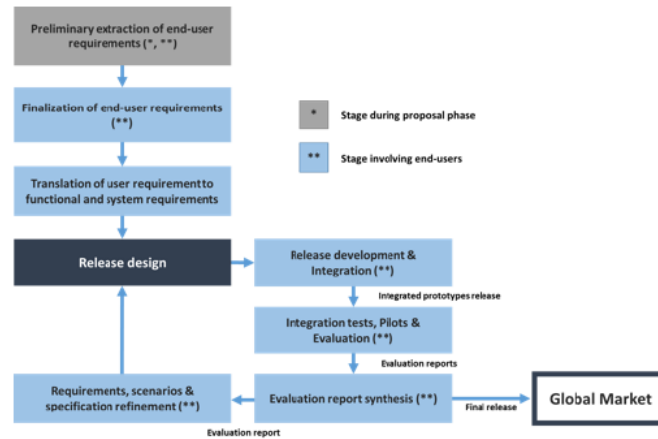 Preliminary extraction of end-user
requirements (*, **)
Finalization of end-user requirements
(**)
*
Stage during proposal phase
**
Stage involving end-users
Translation of user requirement to
functional and system requirements
Release design
Release development &
Integration (**)
Integrated prototypes release
Integration tests, Pilots &
Evaluation (**)
Evaluation reports
Requirements, scenarios &
specification refinement (**)
Evaluation report synthesis (**)
Global Market
Final release
Evaluation report